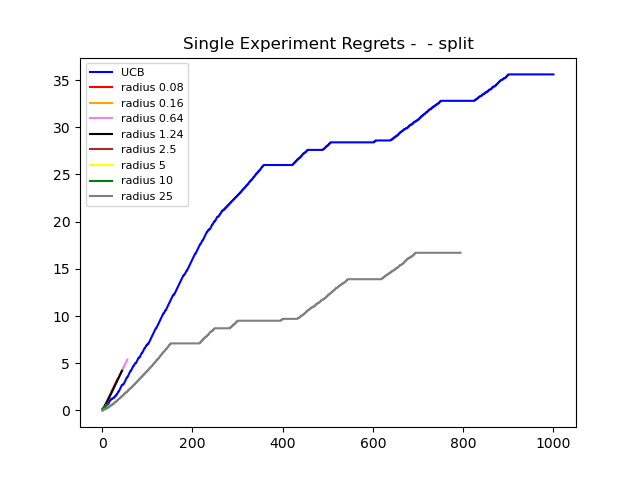 Single Experiment Regrets -  - split
UCB
radius 0.08
radius 0.16
radius 0.64
radius 1.24
radius 2.5
radius 5
radius 10
radius 25
35
30
25
20
15
10
5
0
0 200 400 600 800 1000